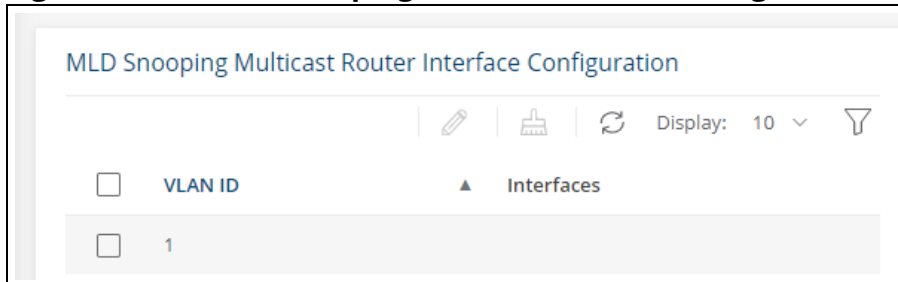 MLD Snooping Multicast Router Interface Configuration
Display: 10
VLAN ID Interfaces
1